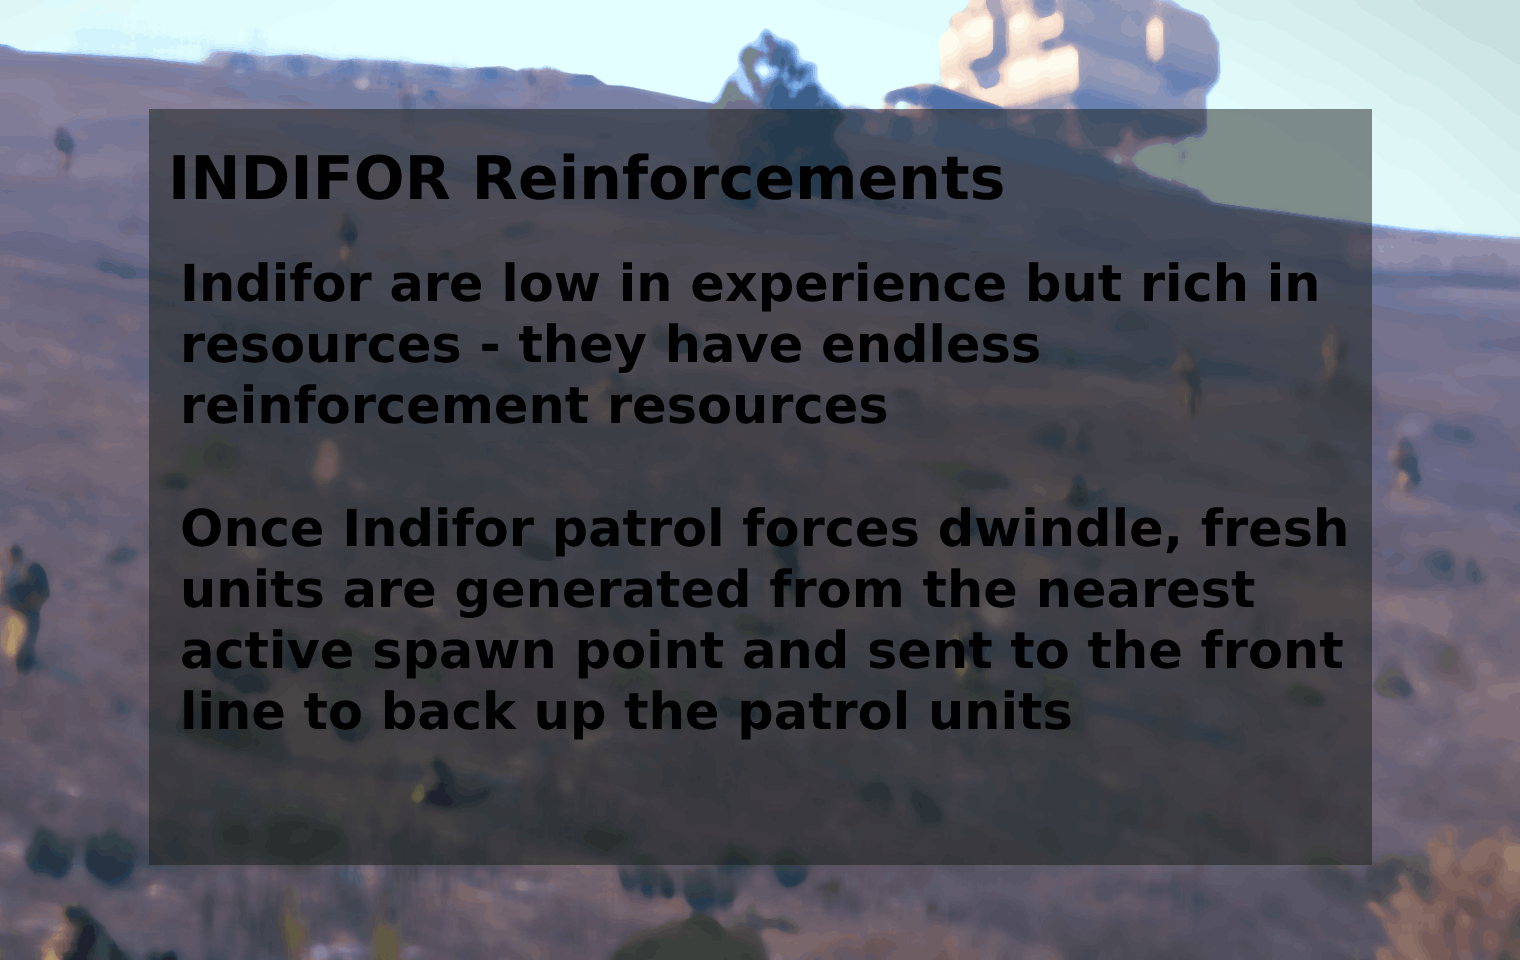 INDIFOR Reinforcements
Indifor are low in experience but rich in
resources - they have endless
reinforcement resources
Once Indifor patrol forces dwindle, fresh
units are generated from the nearest
active spawn point and sent to the front
line to back up the patrol units